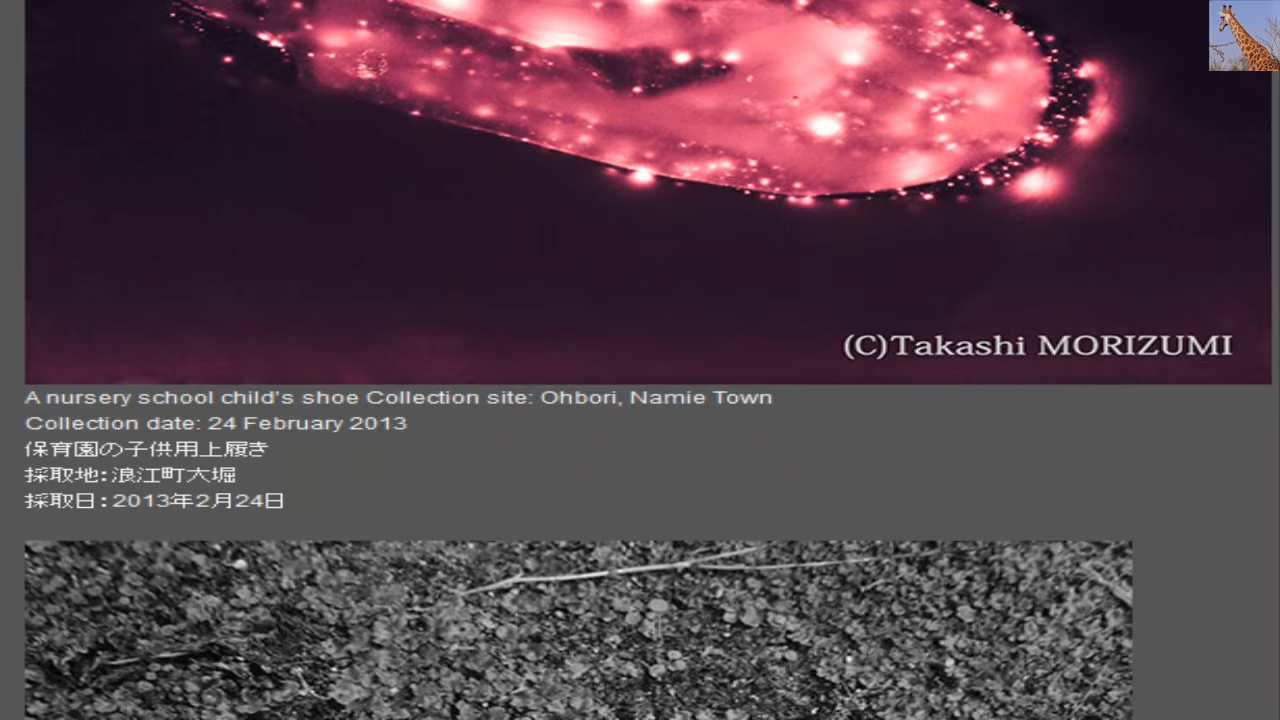 (C)Takashi MORIZUMI
A nursery school child's shoe Collection site: Ohbori, Namie Town
Collection date: 24 February 2013
保育園の子供用上履き
採取地:浪江町大堀
採取日:2013年2月24日